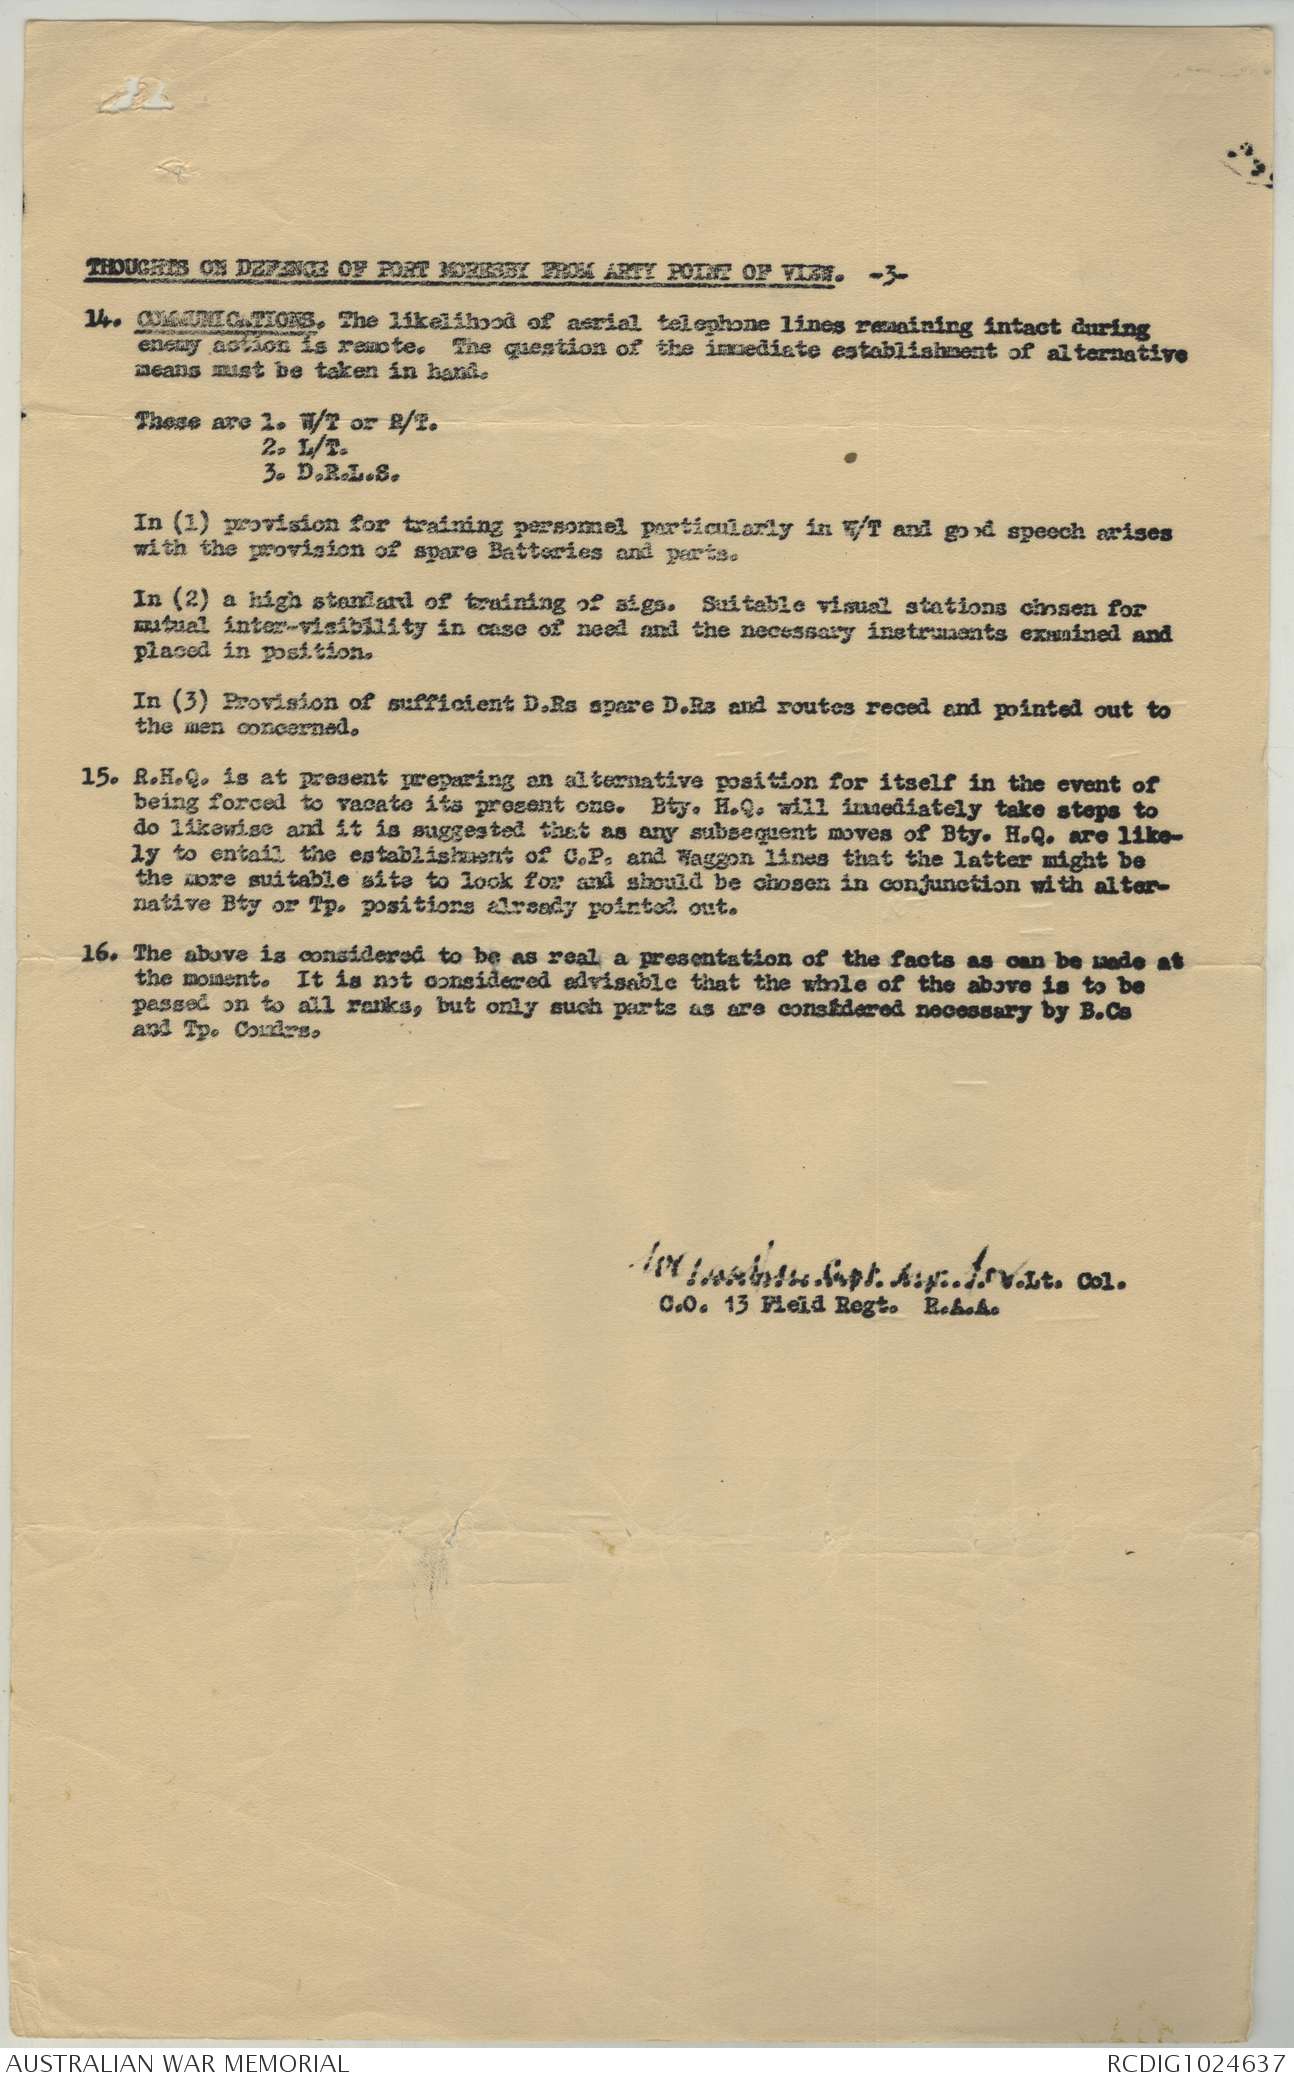 THOUGHTS ON DEFENCE OF PORT MORESBY FROM ARTY POINT OF VIEW. -3-
14. COMMUNICATIONS. The likelihood of aerial telephone lines remaining intact during
enemy action is remote. The question of the immediate establishment of alternative
means must be taken in hand.
These are 1. W/T or R/T.
2. L/T.
3. D.R.L.S.
In (1) provision for training personnel particularly in W/T and good speech arises
with the provision of spare Batteries and parts.
In (2) a high standard of training of sigs. Suitable visual stations chosen for
mutual inter-visibility in case of need and the necessary instruments examined and
placed in position.
In (3) Provision of sufficient D.Rs spare D.Rs and routes reced and pointed out to
the men concerned.
15. R.H.Q. is at present preparing an alternative position for itself in the event of
being forced to vacate its present one. Bty. H.Q. will immediately take steps to
do likewise and it is suggested that as any subsequent moves of Bty. H.Q. are like-
ly to entail the establishment of C.P. and Waggon lines that the latter might be
the more suitable site to look for and should be chosen in conjunction with alter-
native Bty or Tp. positions already pointed out.
16. The above is considered to be as real a presentation of the facts as can be made at
the moment. It is not considered advisable that the whole of the above is to be
passed on to all ranks, but only such parts as are considered necessary by B.Cs
and Tp. Comdrs.
Capt. for Lt. Col.
C.O. 13 Field Regt. R.A.A.
AUSTRALIAN WAR MEMORIAL
RCDIG1024637